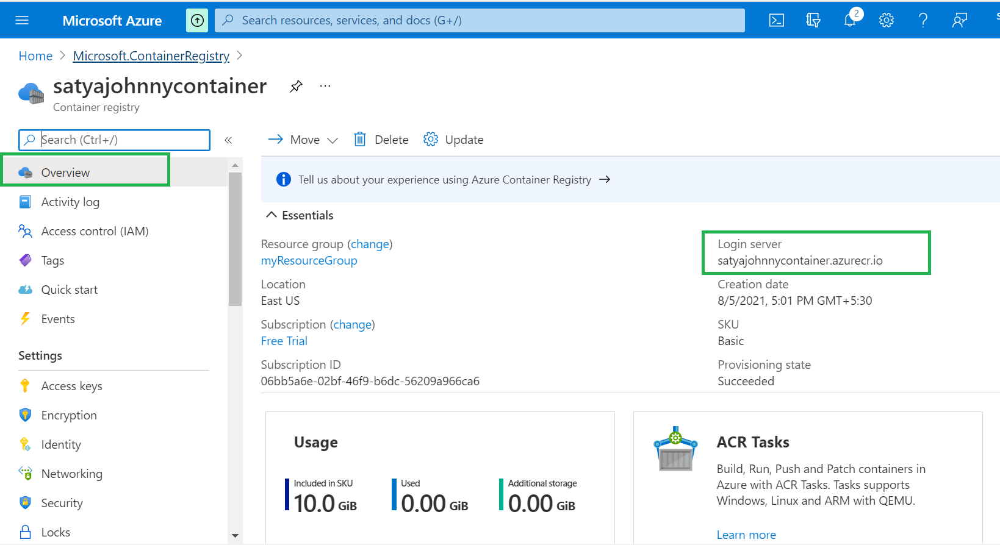 Microsoft Azure
Search resources, services, and docs (G+/)
2
Home > Microsoft.ContainerRegistry >
satyajohnnycontainer
...
Container registry
Search (Ctrl+/)
«
Move
Delete
Update
Overview
Activity log
Access control (IAM)
Tags
Quick start
Events
Settings
Access keys
Encryption
Identity
Networking
Security
Locks
Tell us about your experience using Azure Container Registry →
Essentials
Resource group (change)
myResourceGroup
Location
East US
Subscription (change)
Free Trial
Subscription ID
06bb5a6e-02bf-46f9-b6dc-56209a966ca6
Login server
satyajohnnycontainer.azurecr.io
Creation date
8/5/2021, 5:01 PM GMT+5:30
SKU
Basic
Provisioning state
Succeeded
Usage
Included in SKU
10.0 GiB
Used
0.00 GiB
Additional storage
0.00 GiB
ACR Tasks
Build, Run, Push and Patch containers in
Azure with ACR Tasks. Tasks supports
Windows, Linux and ARM with QEMU.
Learn more